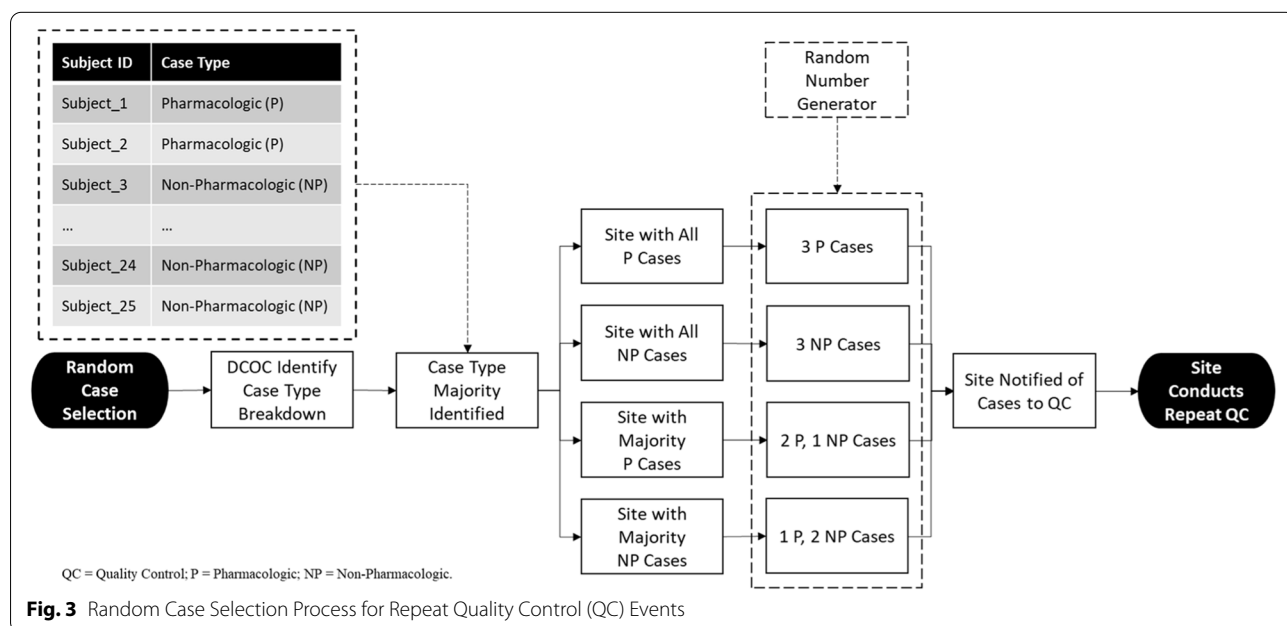 Subject ID Case Type
Subject_1 Pharmacologic (P)
Subject_2 Pharmacologic (P)
Subject_3 Non-Pharmacologic (NP)
... ...
Subject_24 Non-Pharmacologic (NP)
Subject_25 Non-Pharmacologic (NP)
Random
Number
Generator
Random
Case
Selection
DCOC Identify
Case Type
Breakdown
Case Type
Majority
Identified
Site with All
P Cases
3 P Cases
Site with All
NP Cases
3 NP Cases
Site with
Majority
P Cases
2 P, 1 NP Cases
Site with
Majority
NP Cases
1 P, 2 NP Cases
Site Notified of
Cases to QC
Site
Conducts
Repeat QC
QC = Quality Control; P = Pharmacologic; NP = Non-Pharmacologic.
Fig. 3 Random Case Selection Process for Repeat Quality Control (QC) Events